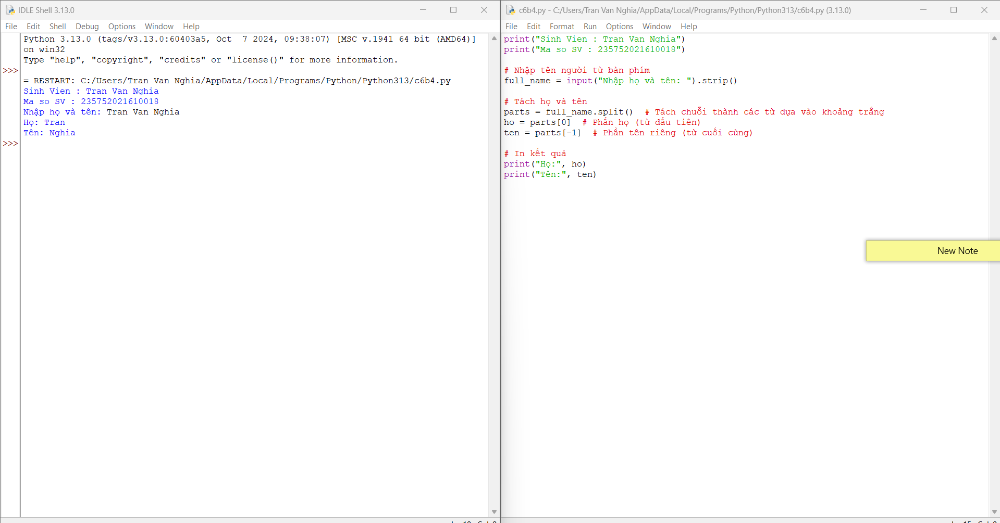 IDLE Shell 3.13.0
File Edit Shell Debug Options Window Help
Python 3.13.0 (tags/v3.13.0:60403a5, Oct  7 2024, 09:38:07) [MSC v.1941 64 bit (AMD64)]
on win32
Type "help", "copyright", "credits" or "license()" for more information.
>>>
= RESTART: C:/Users/Tran Van Nghia/AppData/Local/Programs/Python/Python313/c6b4.py
Sinh Vien : Tran Van Nghia
Ma so SV : 235752021610018
Nhập họ và tên: Tran Van Nghia
Họ: Tran
Tên: Nghia
>>>
c6b4.py - C:/Users/Tran Van Nghia/AppData/Local/Programs/Python/Python313/c6b4.py (3.13.0)
File Edit Format Run Options Window Help
print("Sinh Vien : Tran Van Nghia")
print("Ma so SV : 235752021610018")
# Nhập tên người từ bàn phím
full_name = input("Nhập họ và tên: ").strip()
# Tách họ và tên
parts = full_name.split()  # Tách chuỗi thành các từ dựa vào khoảng trắng
ho = parts[0]  # Phần họ (từ đầu tiên)
ten = parts[-1]  # Phần tên riêng (từ cuối cùng)
# In kết quả
print("Họ:", ho)
print("Tên:", ten)
New Note